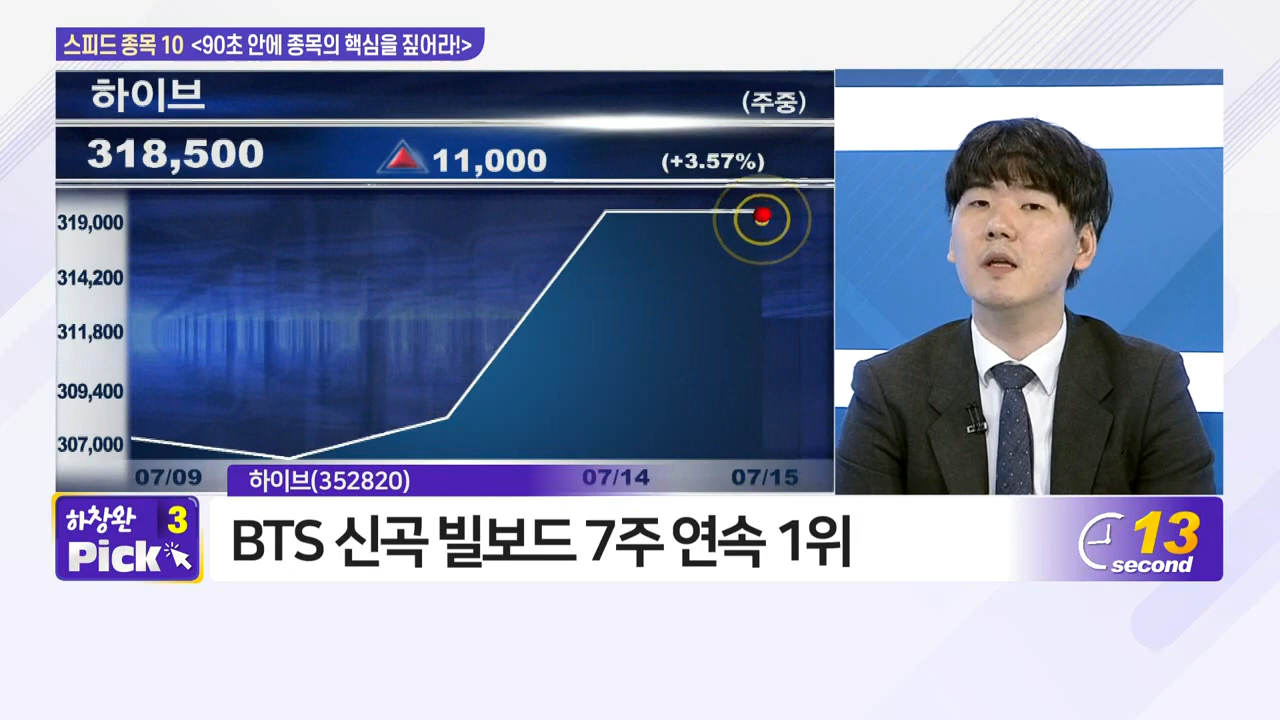 스피드 종목 10 <90초 안에 종목의 핵심을 짚어라!>
하이브
(주중)
318,500
11,000
(+3.57%)
319,000
314,200
311,800
309,400
307,000
07/09
07/14
07/15
하이브(352820)
하창완 3
Pick
BTS 신곡 빌보드 7주 연속 1위
13
second